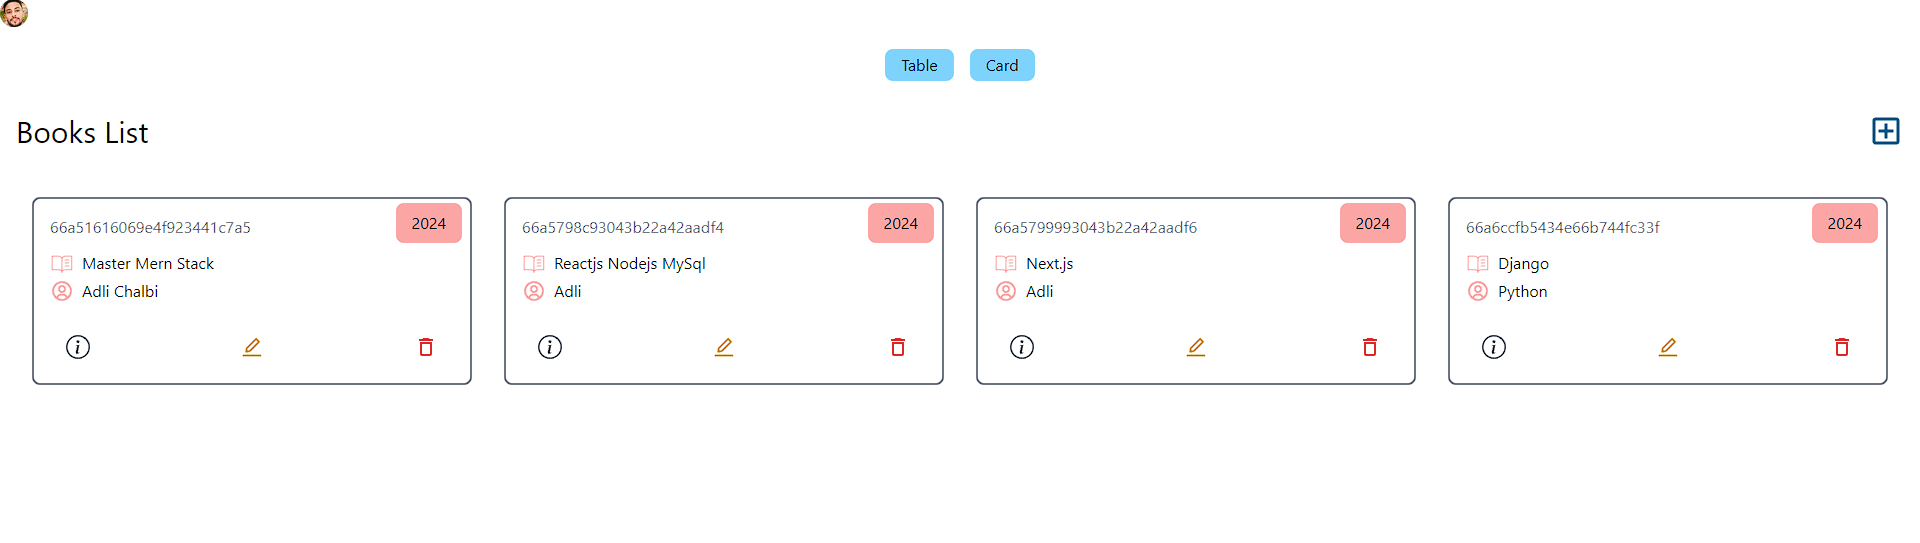 Table
Card
Books List
66a51616069e4f923441c7a5
2024
Master Mern Stack
Adli Chalbi
66a5798c93043b22a42aadf4
2024
Reactjs Nodejs MySql
Adli
66a5799993043b22a42aadf6
2024
Next.js
Adli
66a6ccfb5434e66b744fc33f
2024
Django
Python